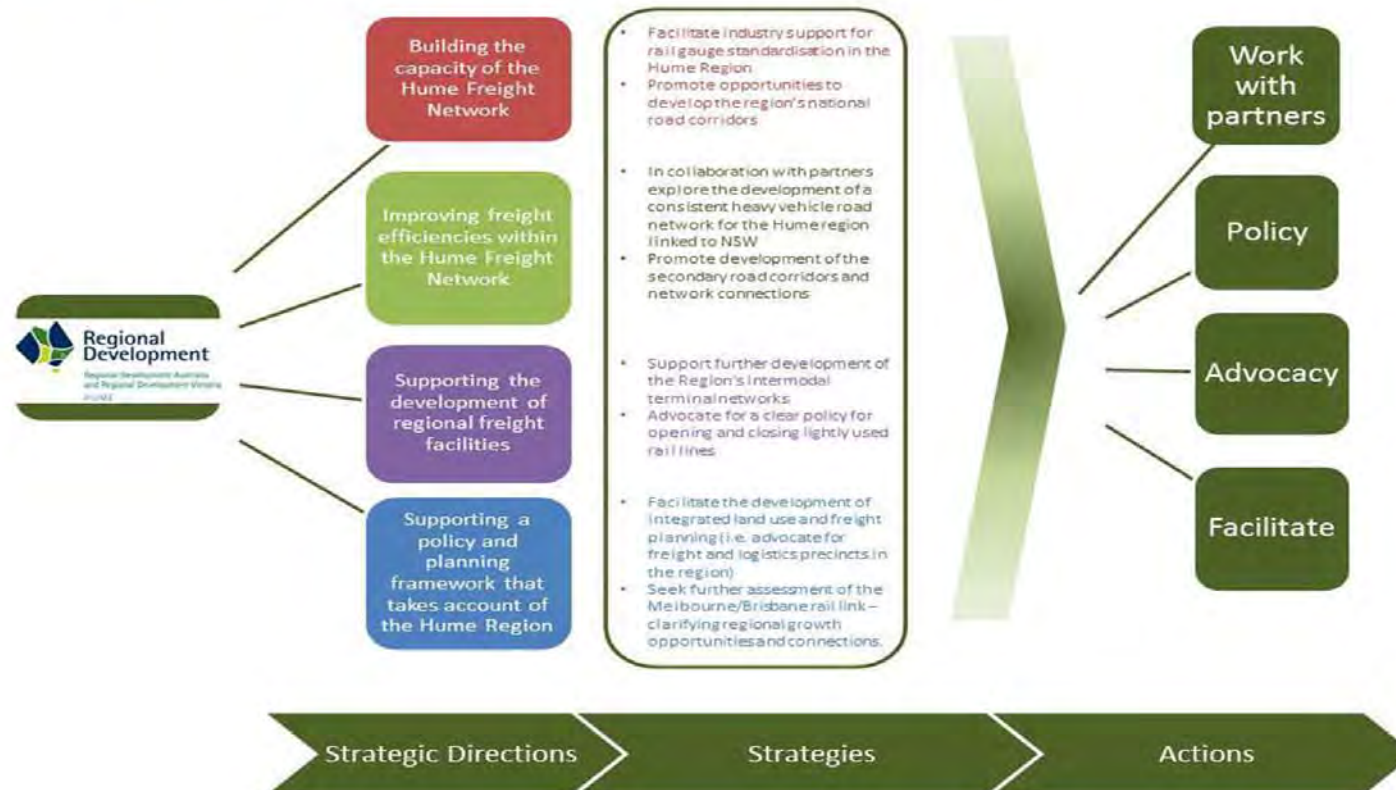 Regional
Development
Regional Development Australia
and Regional Development Victoria
HUME
Building the
capacity of the
Hume Freight
Network
Improving freight
efficiencies within
the Hume Freight
Network
Supporting the
development of
regional freight
facilities
Supporting a
policy and
planning
framework that
takes account of
the Hume Region
• Facilitate industry support for
rail gauge standardisation in the
Hume Region
• Promote opportunities to
develop the region's national
road corridors
• In collaboration with partners
explore the development of a
consistent heavy vehicle road
network for the Hume region
linked to NSW
• Promote development of the
secondary road corridors and
network connections
• Support further development of
the Region's intermodal
terminal networks
• Advocate for a clear policy for
opening and closing lightly used
rail lines
• Facilitate the development of
integrated land use and freight
planning (i.e. advocate for
freight and logistics precincts in
the region)
• Seek further assessment of the
Melbourne/Brisbane rail link –
clarifying regional growth
opportunities and connections.
Work
with
partners
Policy
Advocacy
Facilitate
Strategic Directions
Strategies
Actions